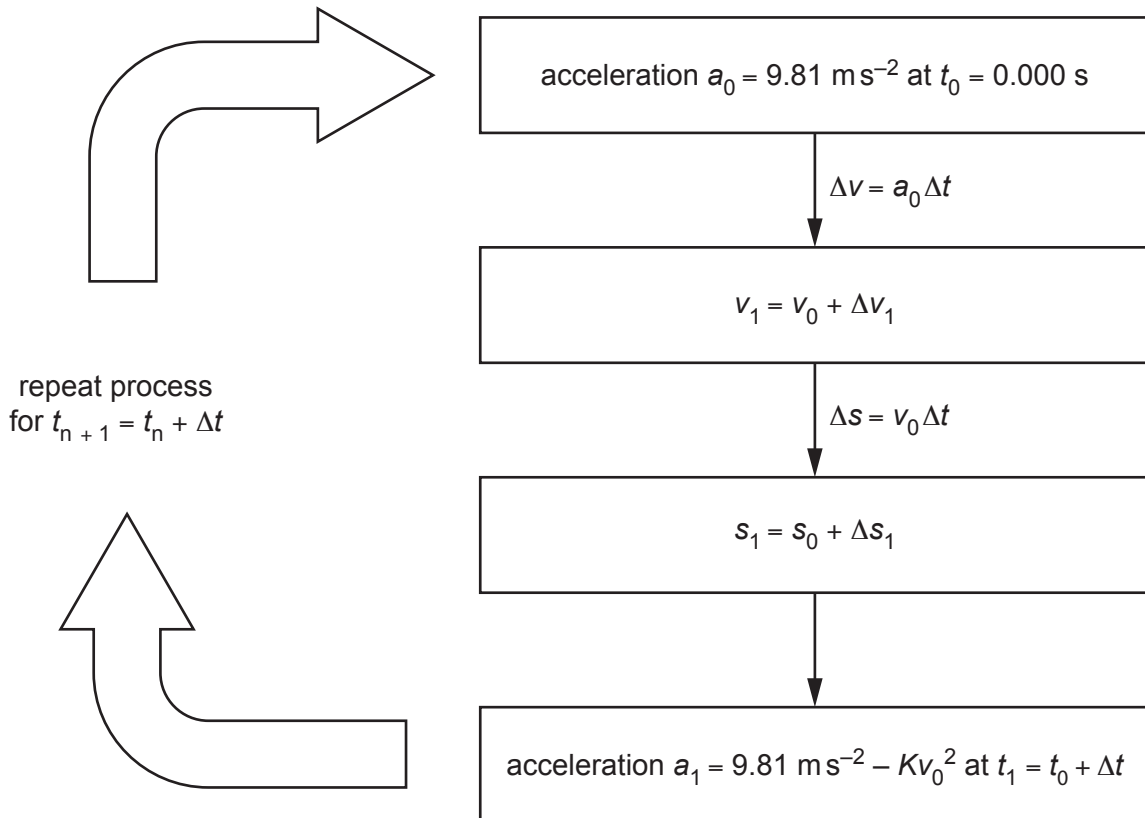 acceleration a₀ = 9.81 m s⁻² at t₀ = 0.000 s
Δv = a₀Δt
v₁ = v₀ + Δv₁
repeat process
for tₙ ₊ ₁ = tₙ + Δt
Δs = v₀Δt
s₁ = s₀ + Δs₁
acceleration a₁ = 9.81 m s⁻² – Kv₀² at t₁ = t₀ + Δt